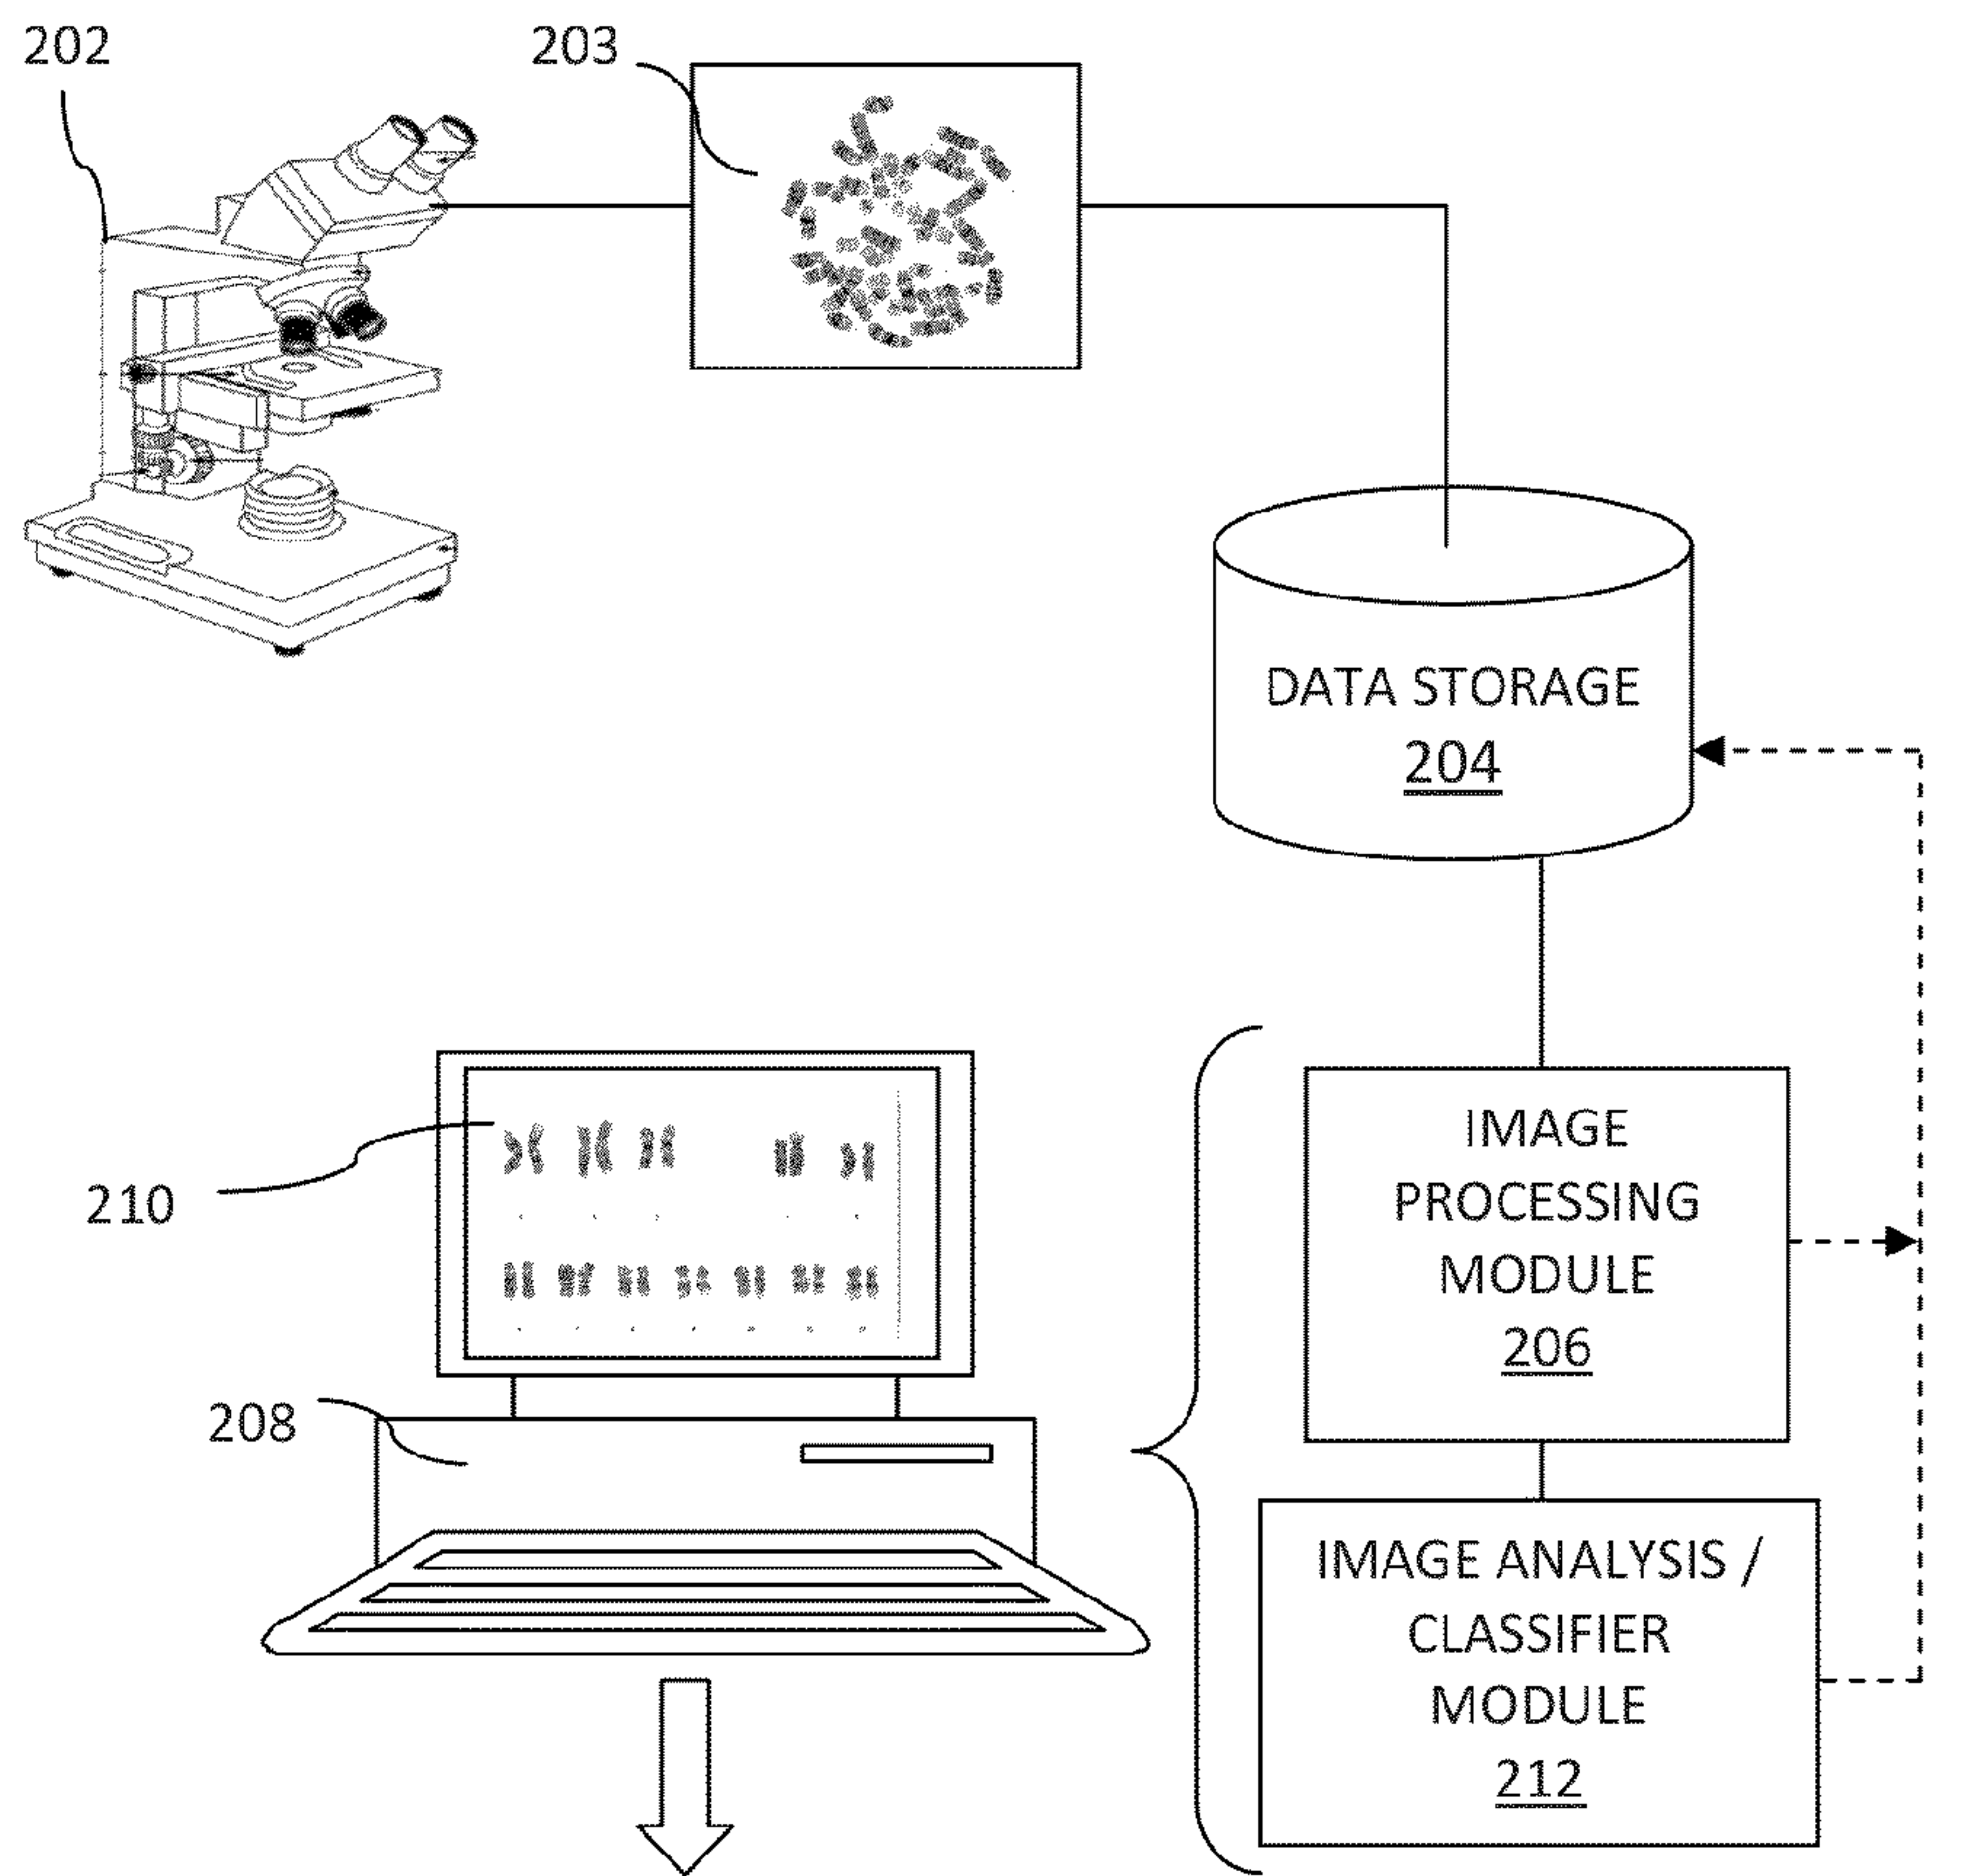 202
203
DATA STORAGE
204
IMAGE
PROCESSING
MODULE
206
210
208
IMAGE ANALYSIS /
CLASSIFIER
MODULE
212